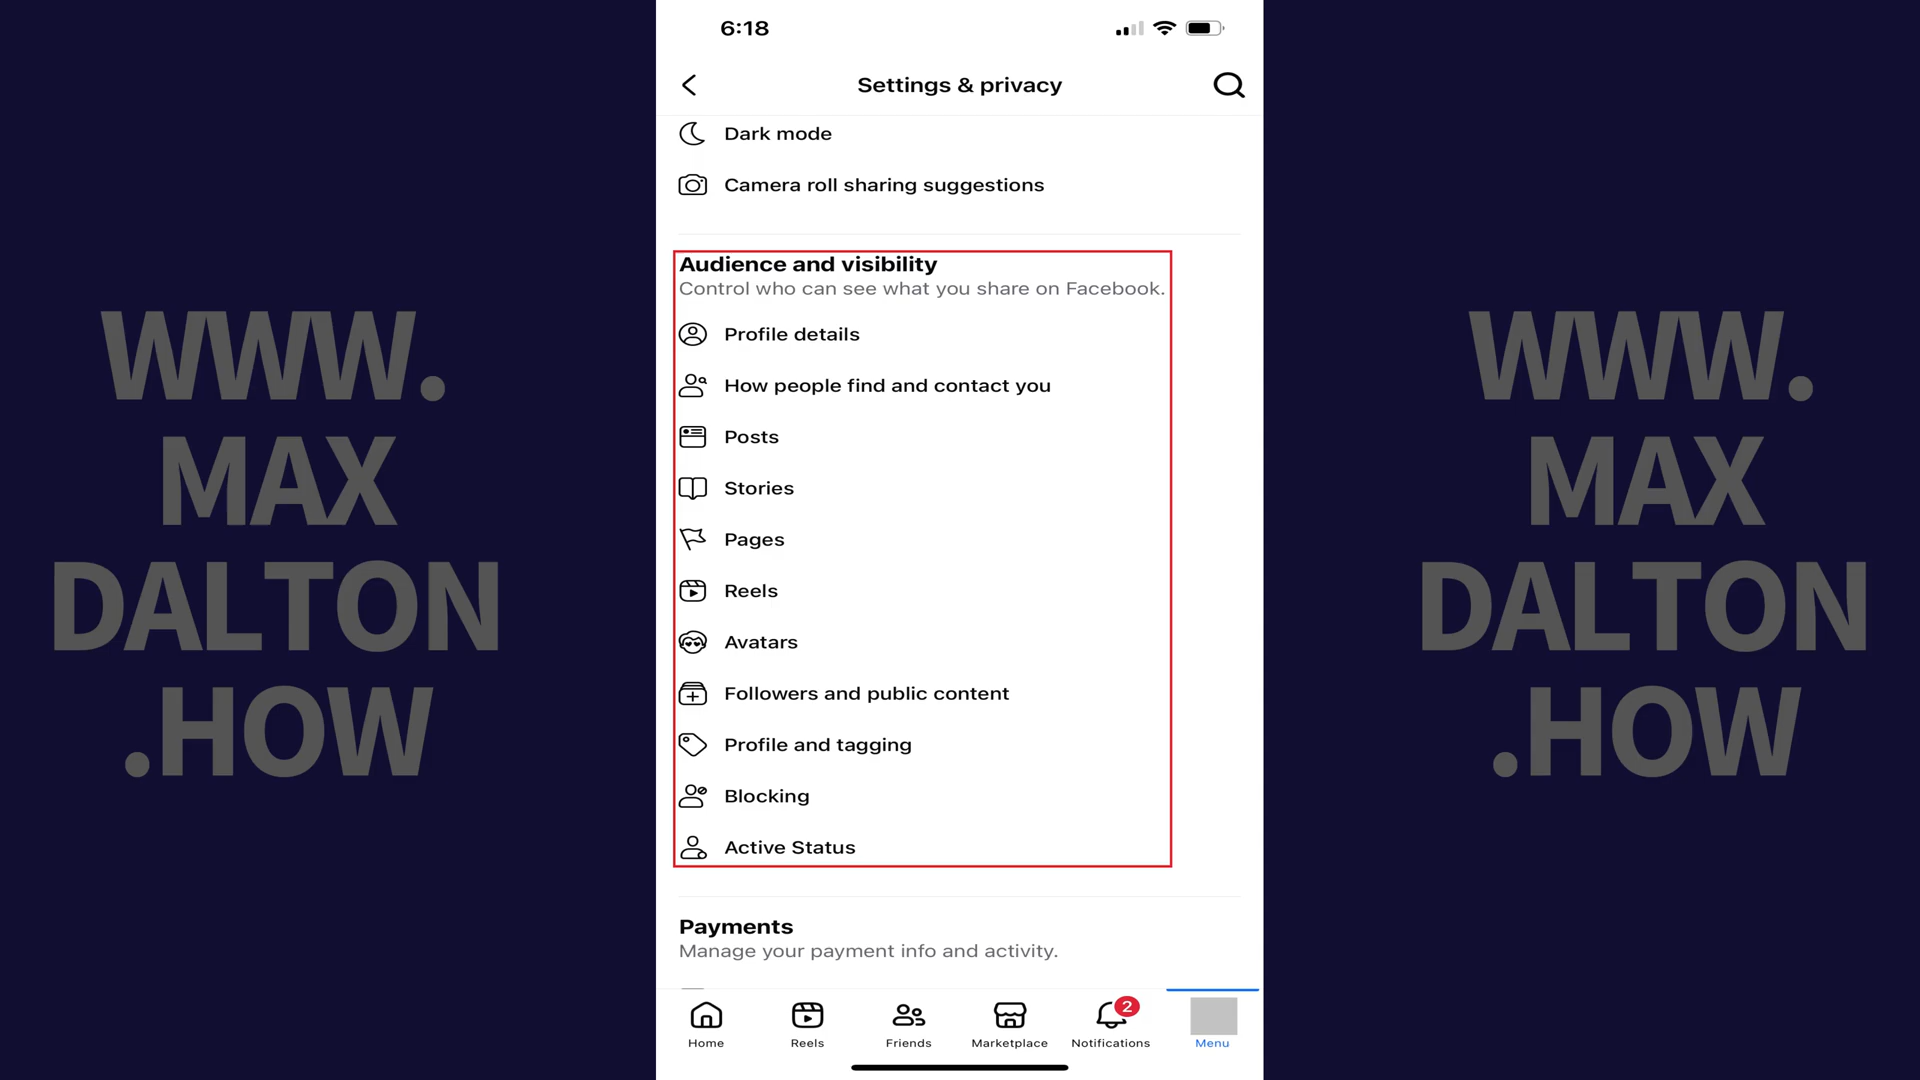 6:18
Settings & privacy
Dark mode
Camera roll sharing suggestions
Audience and visibility
Control who can see what you share on Facebook.
Profile details
How people find and contact you
Posts
Stories
Pages
Reels
Avatars
Followers and public content
Profile and tagging
Blocking
Active Status
Payments
Manage your payment info and activity.
2
Home
Reels
Friends
Marketplace
Notifications
Menu
WWW.
MAX
DALTON
.HOW
WWW.
MAX
DALTON
.HOW